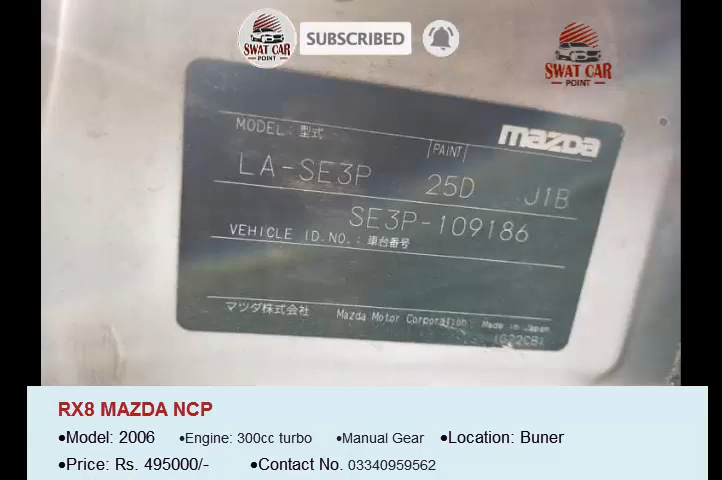 SWAT CAR
POINT
SUBSCRIBED
SWAT CAR
POINT
mazda
MODEL: 型式
PAINT
LA-SE3P 25D J1B
SE3P-109186
VEHICLE ID.NO.: 車台番号
マツダ株式会社 Mazda Motor Corporation Made in Japan
RX8 MAZDA NCP
•Model: 2006 •Engine: 300cc turbo •Manual Gear •Location: Buner
•Price: Rs. 495000/- •Contact No. 03340959562